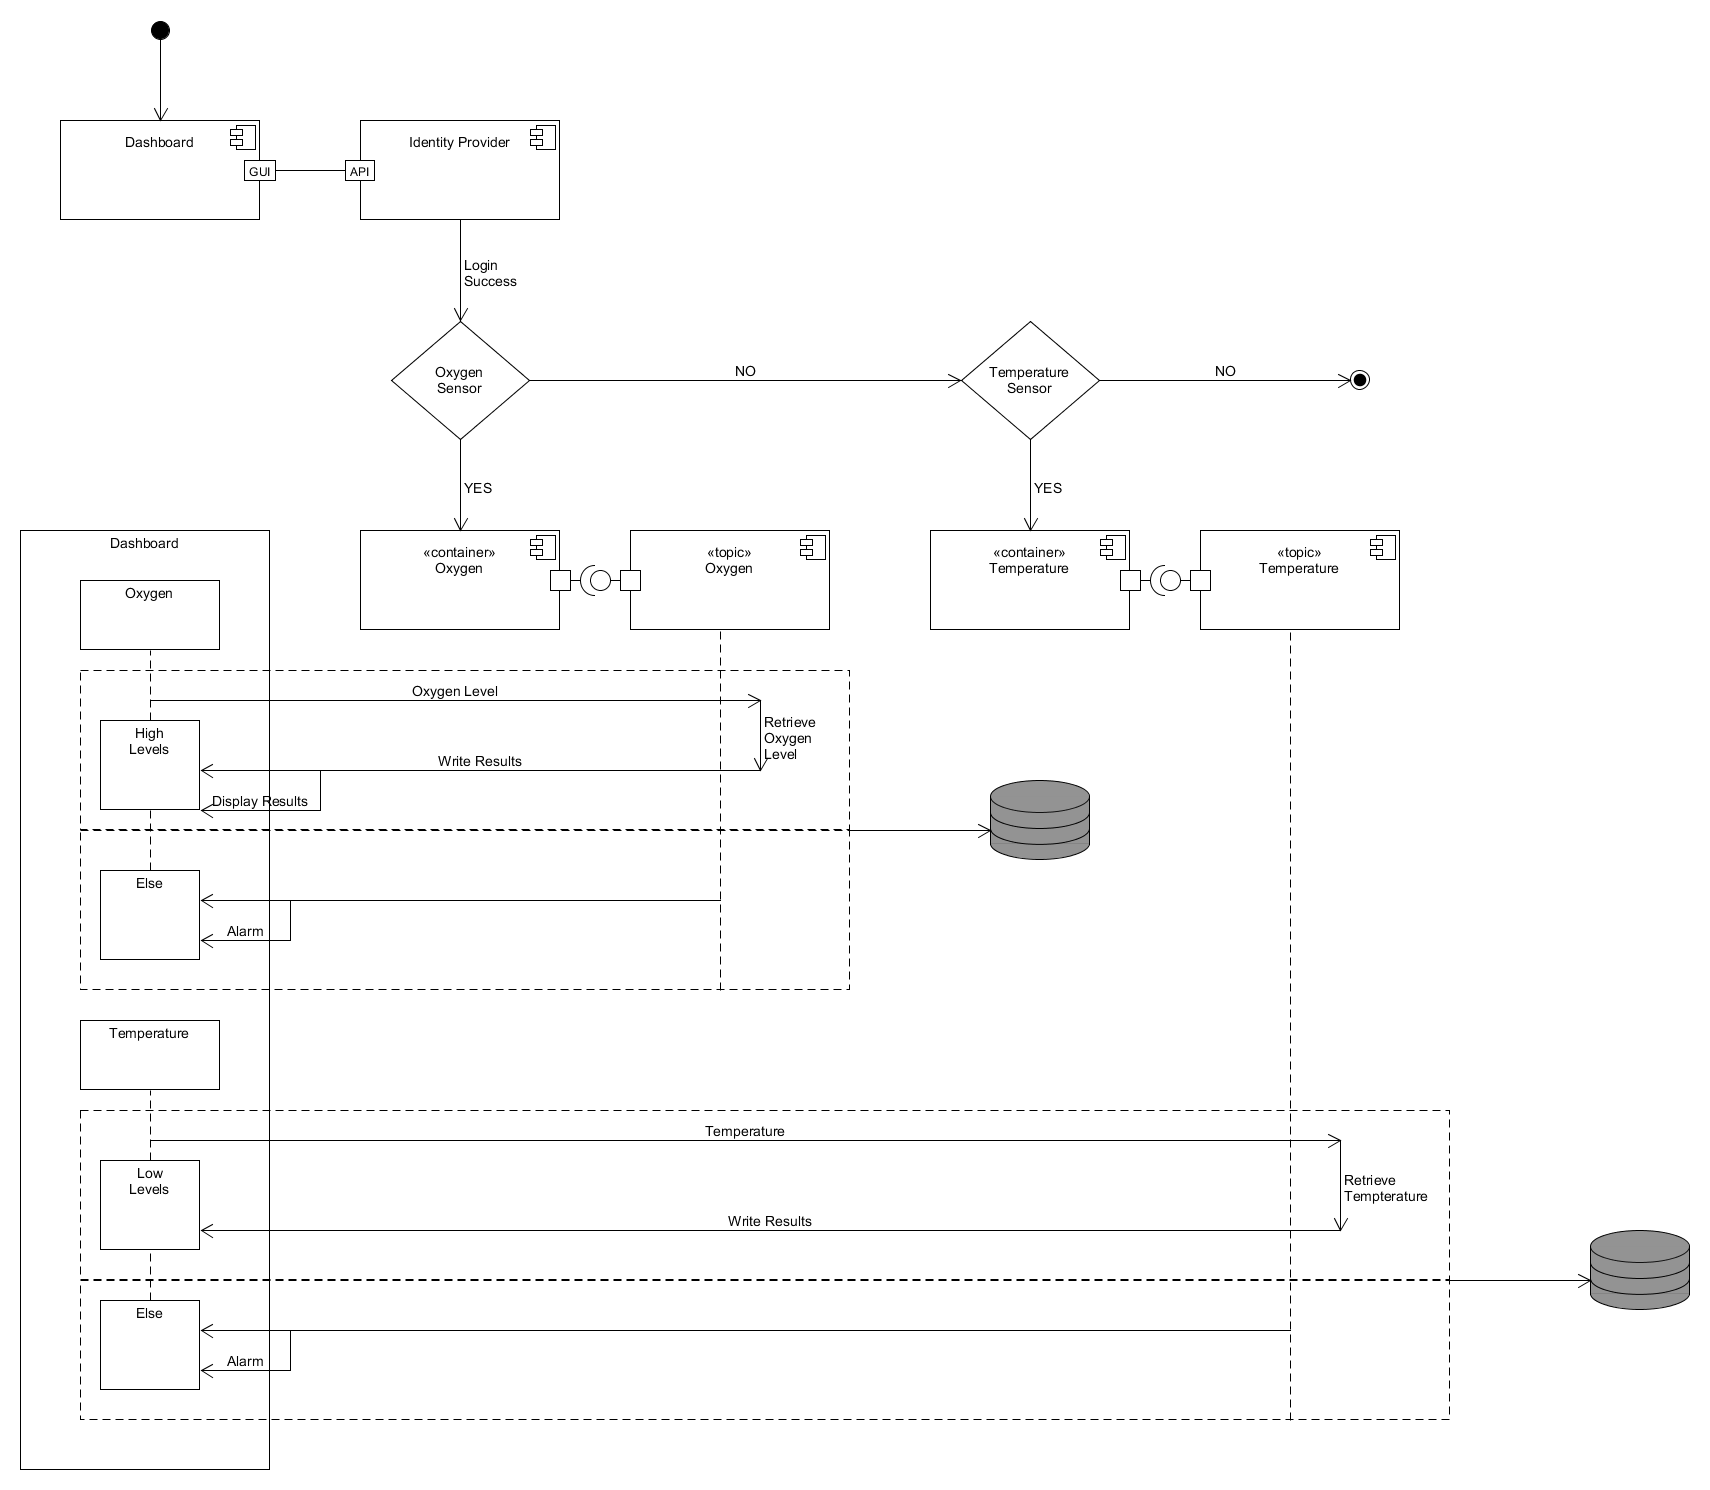 Dashboard
Identity Provider
GUI
API
Login
Success
Oxygen
Sensor
NO
Temperature
Sensor
NO
YES
YES
«container»
Oxygen
«topic»
Oxygen
«container»
Temperature
«topic»
Temperature
Dashboard
Oxygen
Oxygen Level
High
Levels
Retrieve
Oxygen
Level
Write Results
Display Results
Else
Alarm
Temperature
Temperature
Low
Levels
Retrieve
Tempterature
Write Results
Else
Alarm